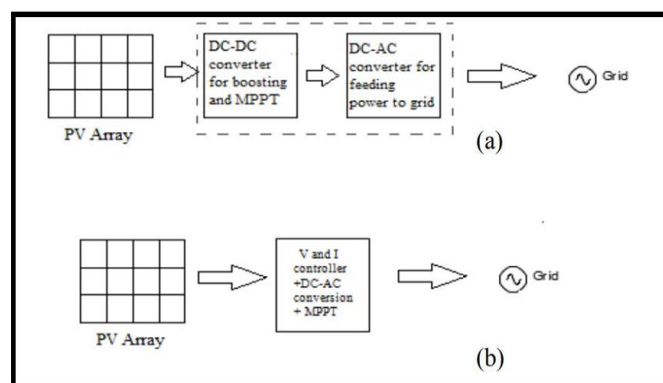 DC-DC
converter
for boosting
and MPPT
DC-AC
converter for
feeding
power to grid
Grid
PV Array
(a)
V and I
controller
+DC-AC
conversion
+ MPPT
Grid
PV Array
(b)